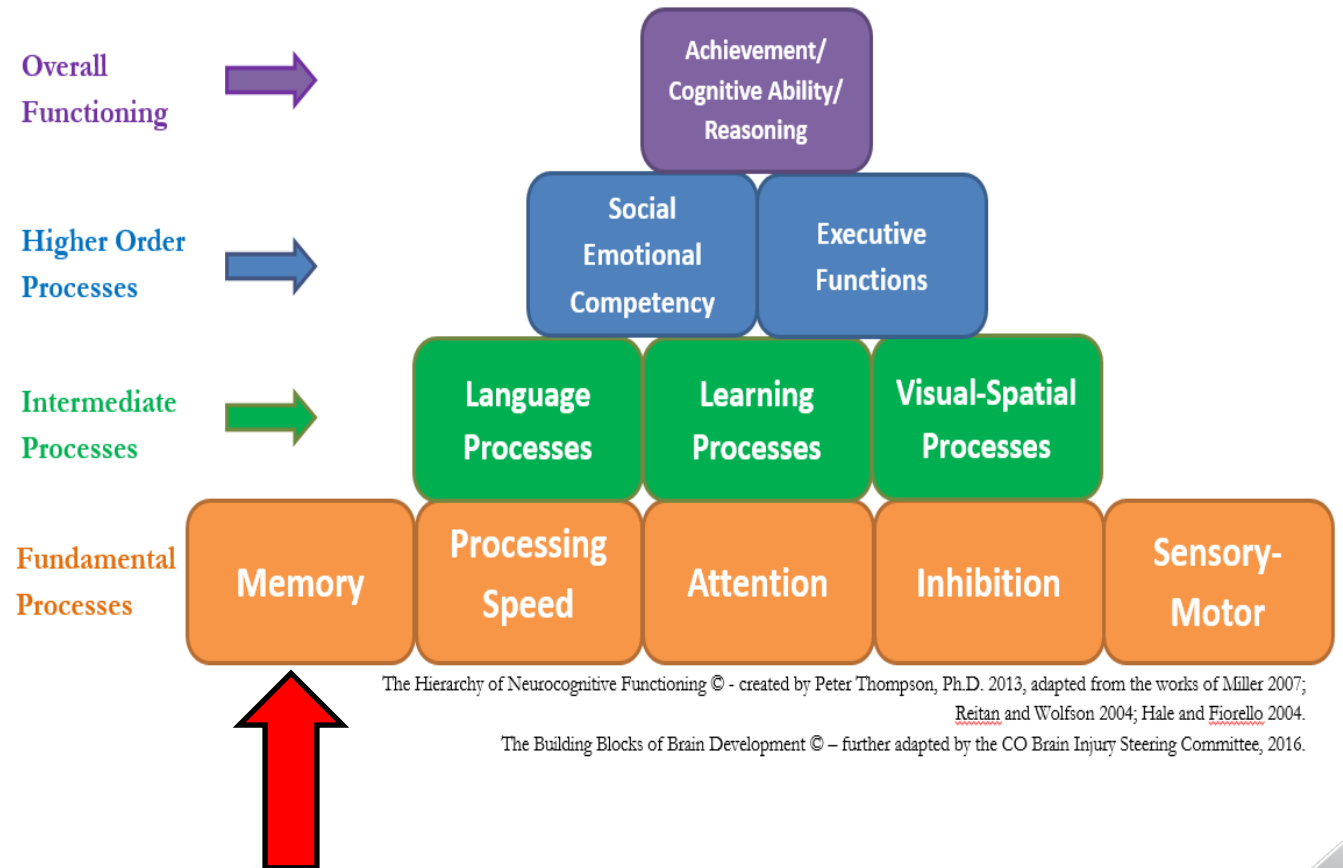 Overall
Functioning
Achievement/
Cognitive Ability/
Reasoning
Higher Order
Processes
Social
Emotional
Competency
Executive
Functions
Intermediate
Processes
Language
Processes
Learning
Processes
Visual-Spatial
Processes
Fundamental
Processes
Memory
Processing
Speed
Attention
Inhibition
Sensory-
Motor
The Hierarchy of Neurocognitive Functioning © - created by Peter Thompson, Ph.D. 2013, adapted from the works of Miller 2007;
Reitan and Wolfson 2004; Hale and Fiorello 2004.
The Building Blocks of Brain Development © – further adapted by the CO Brain Injury Steering Committee, 2016.